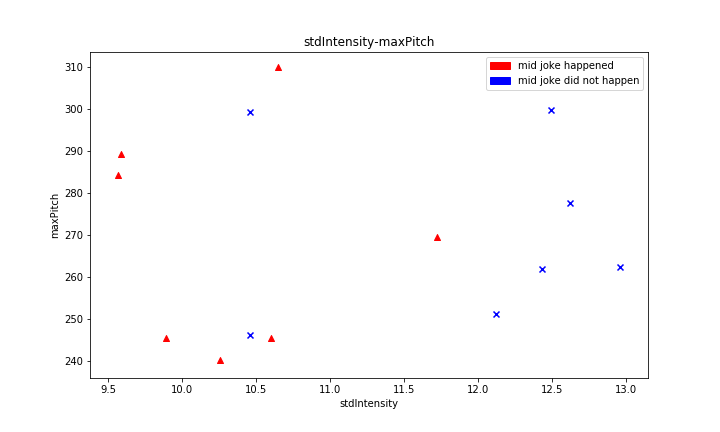 stdIntensity-maxPitch
mid joke happened
mid joke did not happen
310
300
290
280
270
260
250
240
maxPitch
9.5 10.0 10.5 11.0 11.5 12.0 12.5 13.0
stdIntensity